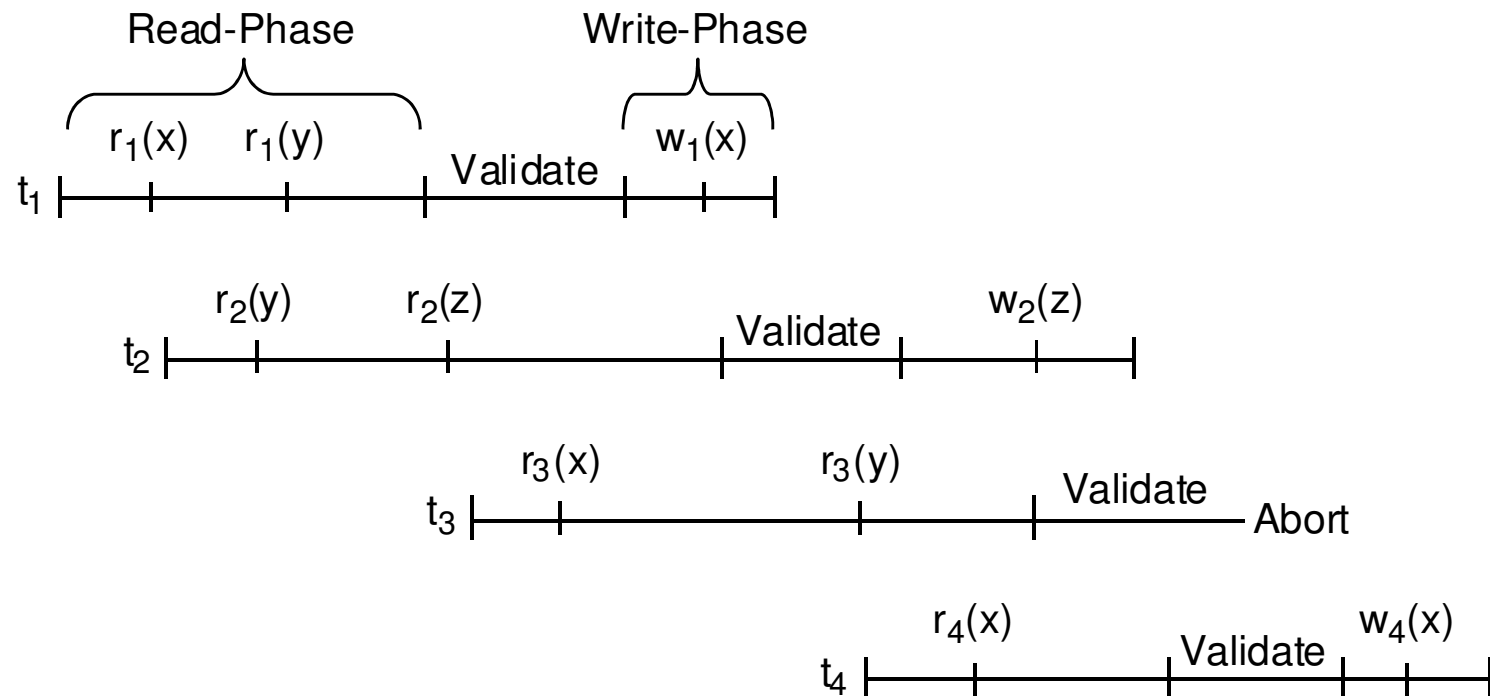 Read-Phase Write-Phase
r₁(x) r₁(y) w₁(x)
t₁ Validate
r₂(y) r₂(z) w₂(z)
t₂ Validate
r₃(x) r₃(y)
t₃ Validate Abort
r₄(x) w₄(x)
t₄ Validate